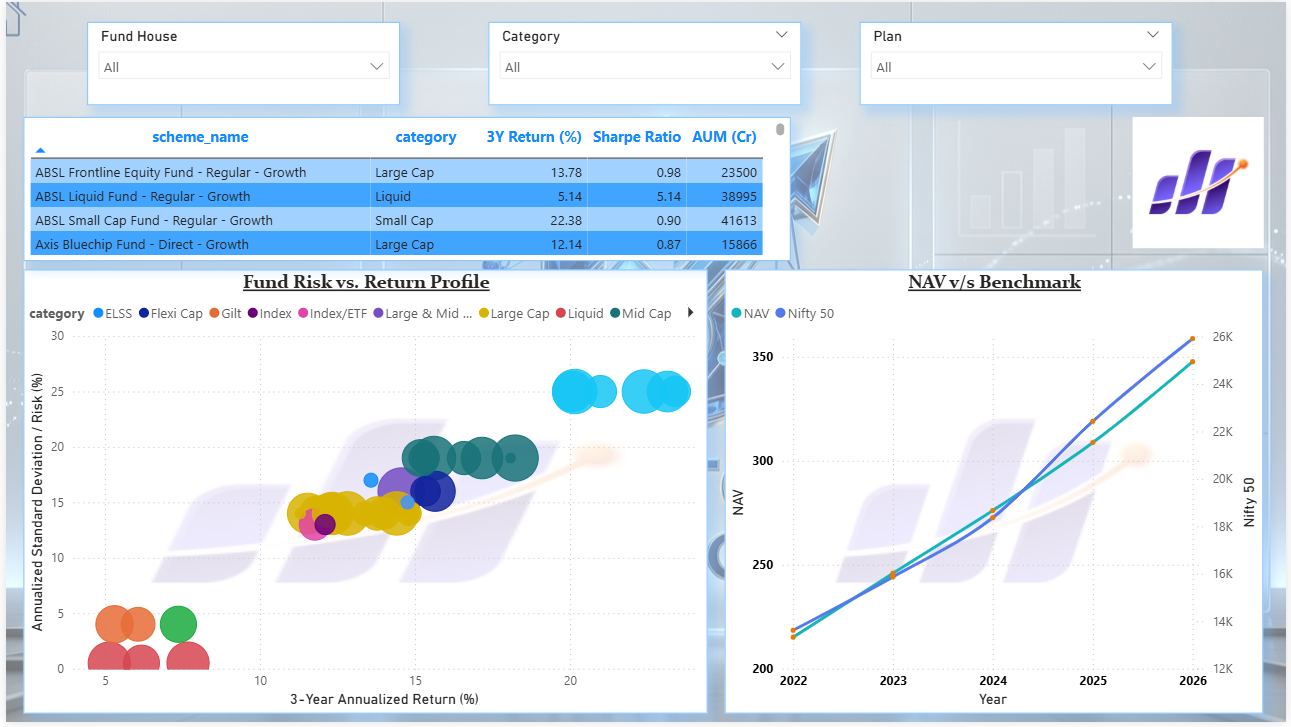 Fund House
All
Category
All
Plan
All
scheme_name category 3Y Return (%) Sharpe Ratio AUM (Cr)
ABSL Frontline Equity Fund - Regular - Growth Large Cap 13.78 0.98 23500
ABSL Liquid Fund - Regular - Growth Liquid 5.14 5.14 38995
ABSL Small Cap Fund - Regular - Growth Small Cap 22.38 0.90 41613
Axis Bluechip Fund - Direct - Growth Large Cap 12.14 0.87 15866
Fund Risk vs. Return Profile
category ELSS Flexi Cap Gilt Index Index/ETF Large & Mid ... Large Cap Liquid Mid Cap
Annualized Standard Deviation / Risk (%)
30
25
20
15
10
5
0
5 10 15 20
3-Year Annualized Return (%)
NAV v/s Benchmark
NAV Nifty 50
NAV
350
300
250
200
26K
24K
22K
20K
18K
16K
14K
12K
Nifty 50
2022 2023 2024 2025 2026
Year